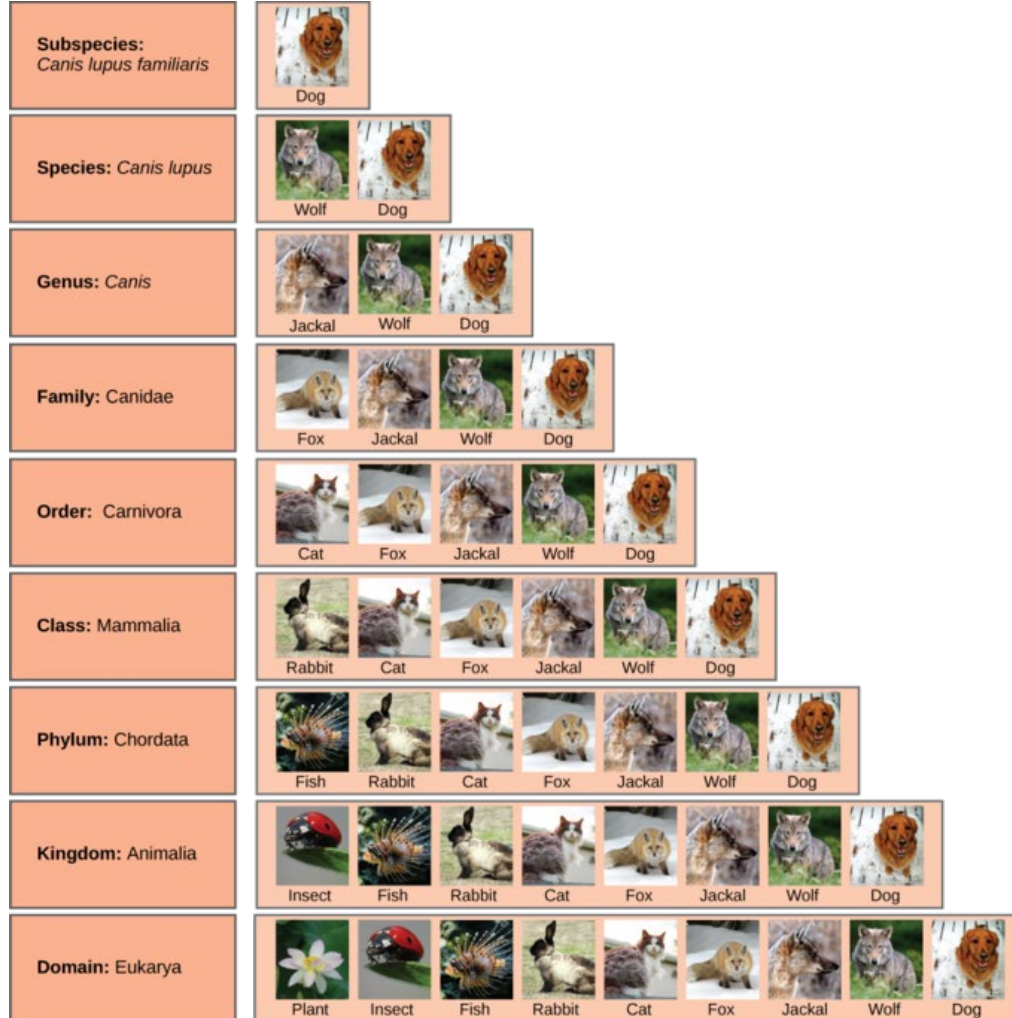 Subspecies:
Canis lupus familiaris
Dog
Species: Canis lupus
Wolf Dog
Genus: Canis
Jackal Wolf Dog
Family: Canidae
Fox Jackal Wolf Dog
Order: Carnivora
Cat Fox Jackal Wolf Dog
Class: Mammalia
Rabbit Cat Fox Jackal Wolf Dog
Phylum: Chordata
Fish Rabbit Cat Fox Jackal Wolf Dog
Kingdom: Animalia
Insect Fish Rabbit Cat Fox Jackal Wolf Dog
Domain: Eukarya
Plant Insect Fish Rabbit Cat Fox Jackal Wolf Dog